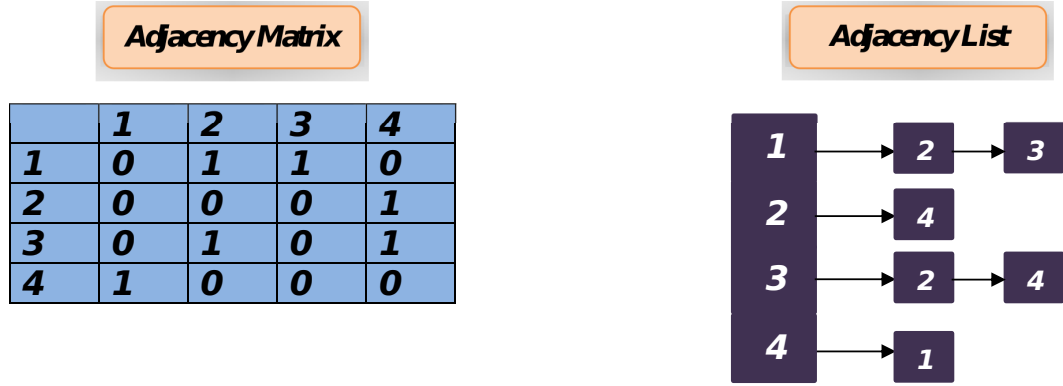 Adjacency Matrix
1 2 3 4
1 0 1 1 0
2 0 0 0 1
3 0 1 0 1
4 1 0 0 0
Adjacency List
1 2 3
2 4
3 2 4
4 1